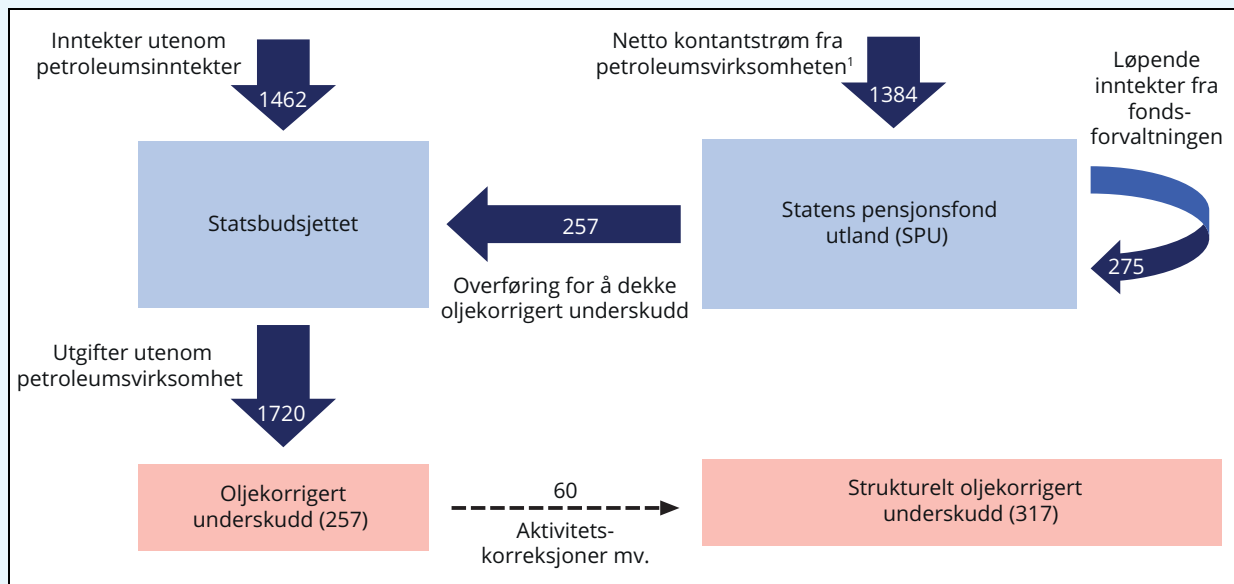 Inntekter utenom
petroleumsinntekter
1462
Netto kontantstrøm fra
petroleumsvirksomheten¹
1384
Løpende
inntekter fra
fonds-
forvaltningen
Statsbudsjettet
257
Overføring for å dekke
oljekorrigert underskudd
Statens pensjonsfond
utland (SPU)
275
Utgifter utenom
petroleumsvirksomhet
1720
Oljekorrigert
underskudd (257)
60
Aktivitets-
korreksjoner mv.
Strukturelt oljekorrigert
underskudd (317)